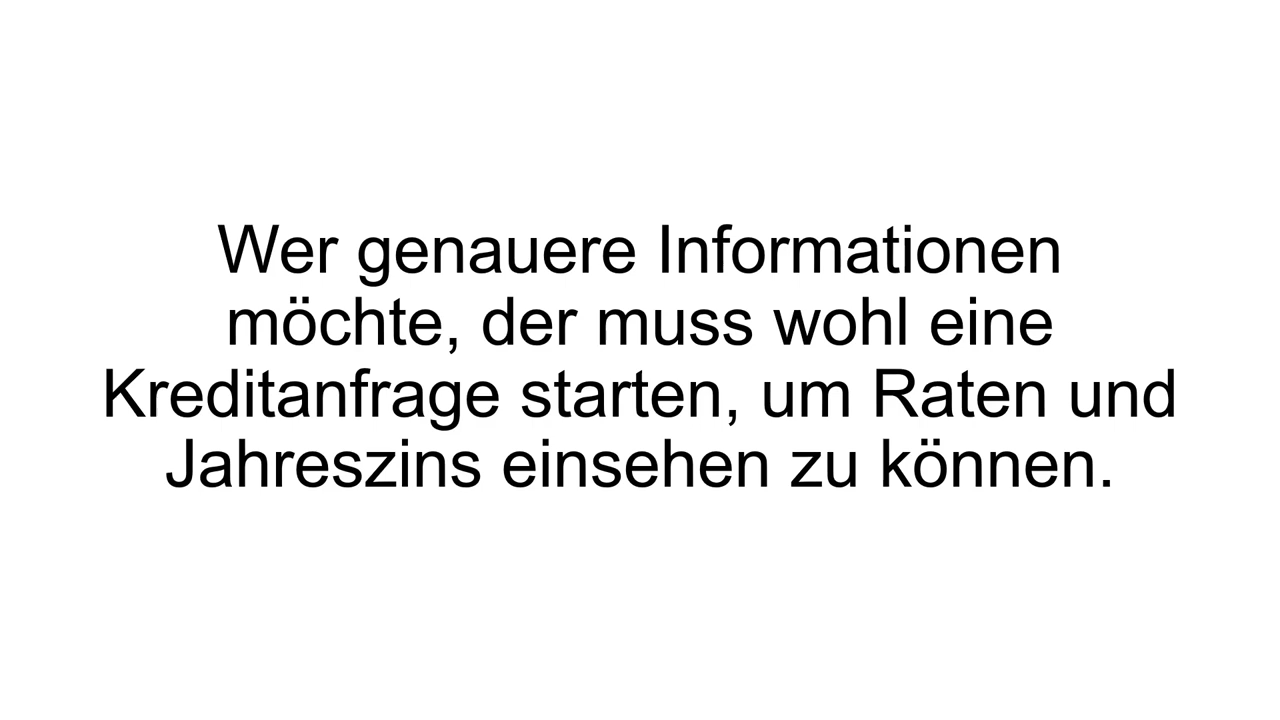 Wer genauere Informationen
möchte, der muss wohl eine
Kreditanfrage starten, um Raten und
Jahreszins einsehen zu können.